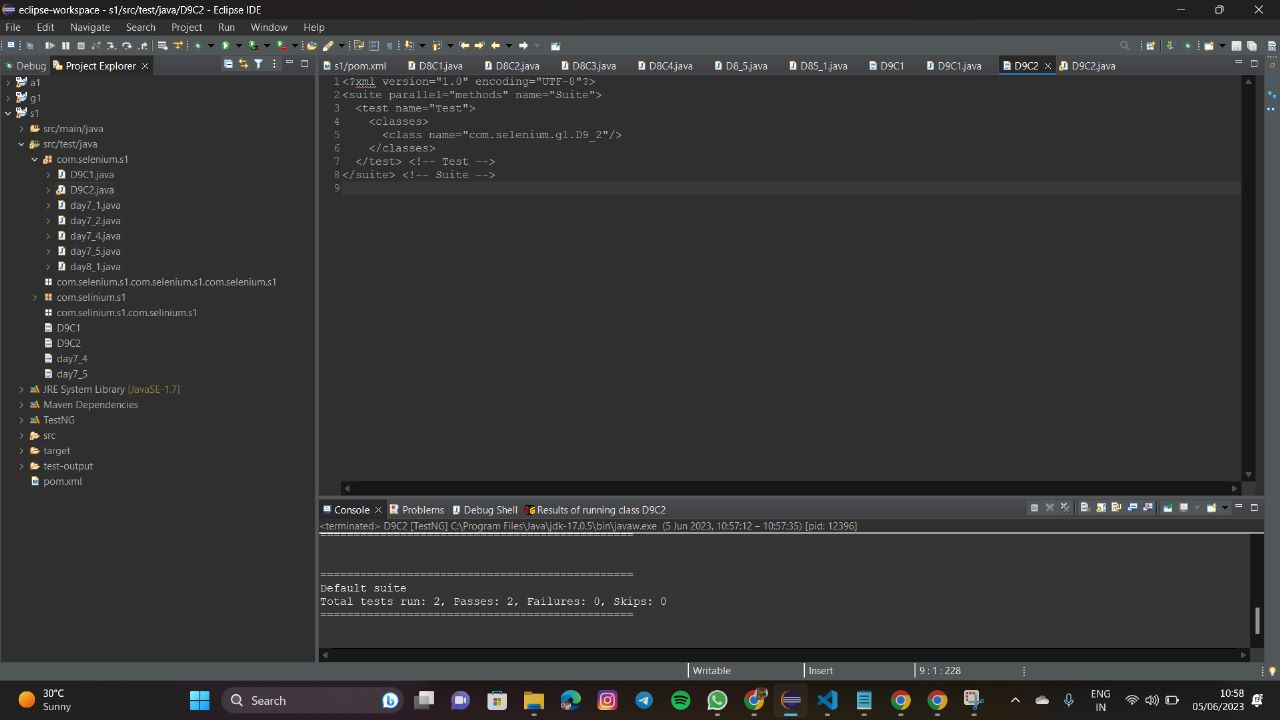 eclipse-workspace - s1/src/test/java/D9C2 - Eclipse IDE
File Edit Navigate Search Project Run Window Help
Debug Project Explorer
s1/pom.xml D8C1.java D8C2.java D8C3.java D8C4.java D8_5.java D85_1.java D9C1 D9C1.java D9C2 D9C2.java
a1
g1
s1
src/main/java
src/test/java
com.selenium.s1
D9C1.java
D9C2.java
day7_1.java
day7_2.java
day7_4.java
day7_5.java
day8_1.java
com.selenium.s1.com.selenium.s1.com.selenium.s1
com.selinium.s1
com.selinium.s1.com.selinium.s1
D9C1
D9C2
day7_4
day7_5
JRE System Library [JavaSE-1.7]
Maven Dependencies
TestNG
src
target
test-output
pom.xml
1 <?xml version="1.0" encoding="UTF-8"?>
2 <suite parallel="methods" name="Suite">
3 <test name="Test">
4 <classes>
5 <class name="com.selenium.g1.D9_2"/>
6 </classes>
7 </test> <!-- Test -->
8 </suite> <!-- Suite -->
9
Console Problems Debug Shell Results of running class D9C2
<terminated> D9C2 [TestNG] C:\Program Files\Java\jdk-17.0.5\bin\javaw.exe (5 Jun 2023, 10:57:12 – 10:57:35) [pid: 12396]
===============================================
===============================================
Default suite
Total tests run: 2, Passes: 2, Failures: 0, Skips: 0
===============================================
Writable Insert 9 : 1 : 228
30°C
Sunny
Search
ENG
IN
10:58
05/06/2023